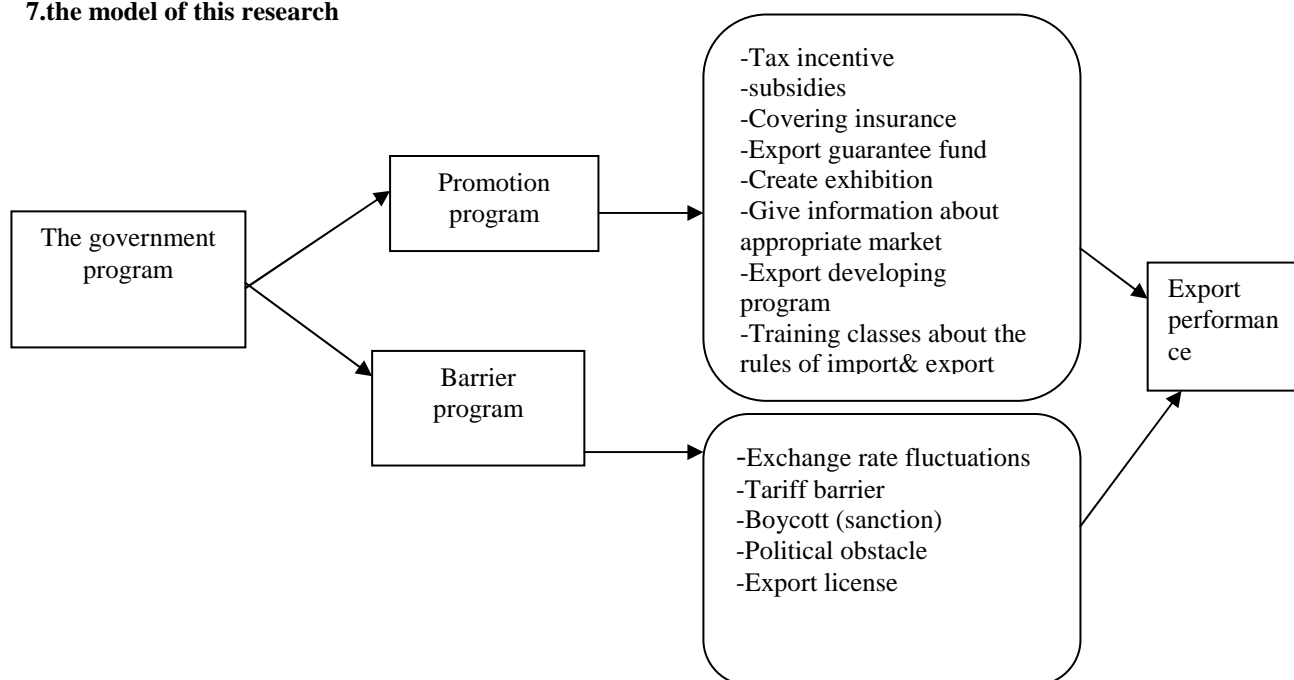 7.the model of this research
The government
program
Promotion
program
Barrier
program
-Tax incentive
-subsidies
-Covering insurance
-Export guarantee fund
-Create exhibition
-Give information about
appropriate market
-Export developing
program
-Training classes about the
rules of import& export
-Exchange rate fluctuations
-Tariff barrier
-Boycott (sanction)
-Political obstacle
-Export license
Export
performan
ce